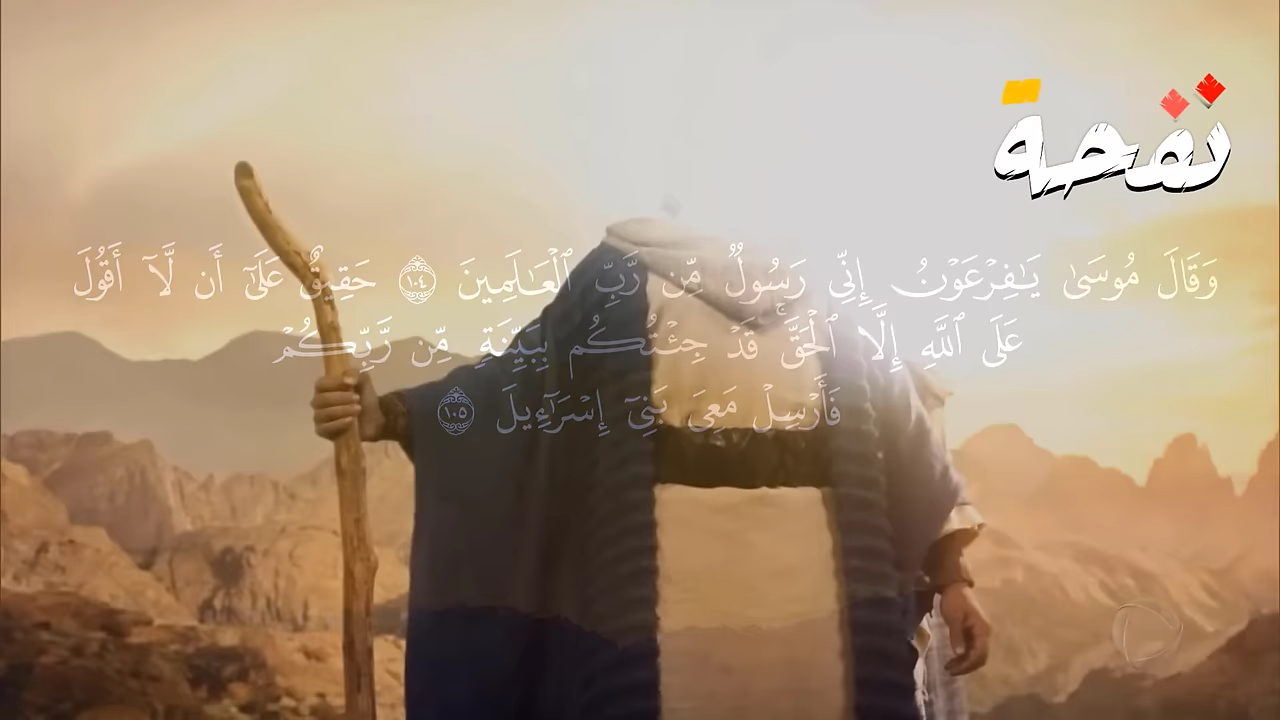 نفحة
وَقَالَ مُوسَىٰ يَـٰفِرْعَوْنُ إِنِّى رَسُولٌ مِّن رَّبِّ ٱلْعَـٰلَمِينَ ١٠٤ حَقِيقٌ عَلَىٰٓ أَن لَّآ أَقُولَ
عَلَى ٱللَّهِ إِلَّا ٱلْحَقَّ ۚ قَدْ جِئْتُكُم بِبَيِّنَةٍ مِّن رَّبِّكُمْ
فَأَرْسِلْ مَعِىَ بَنِىٓ إِسْرَٰٓءِيلَ ١٠٥